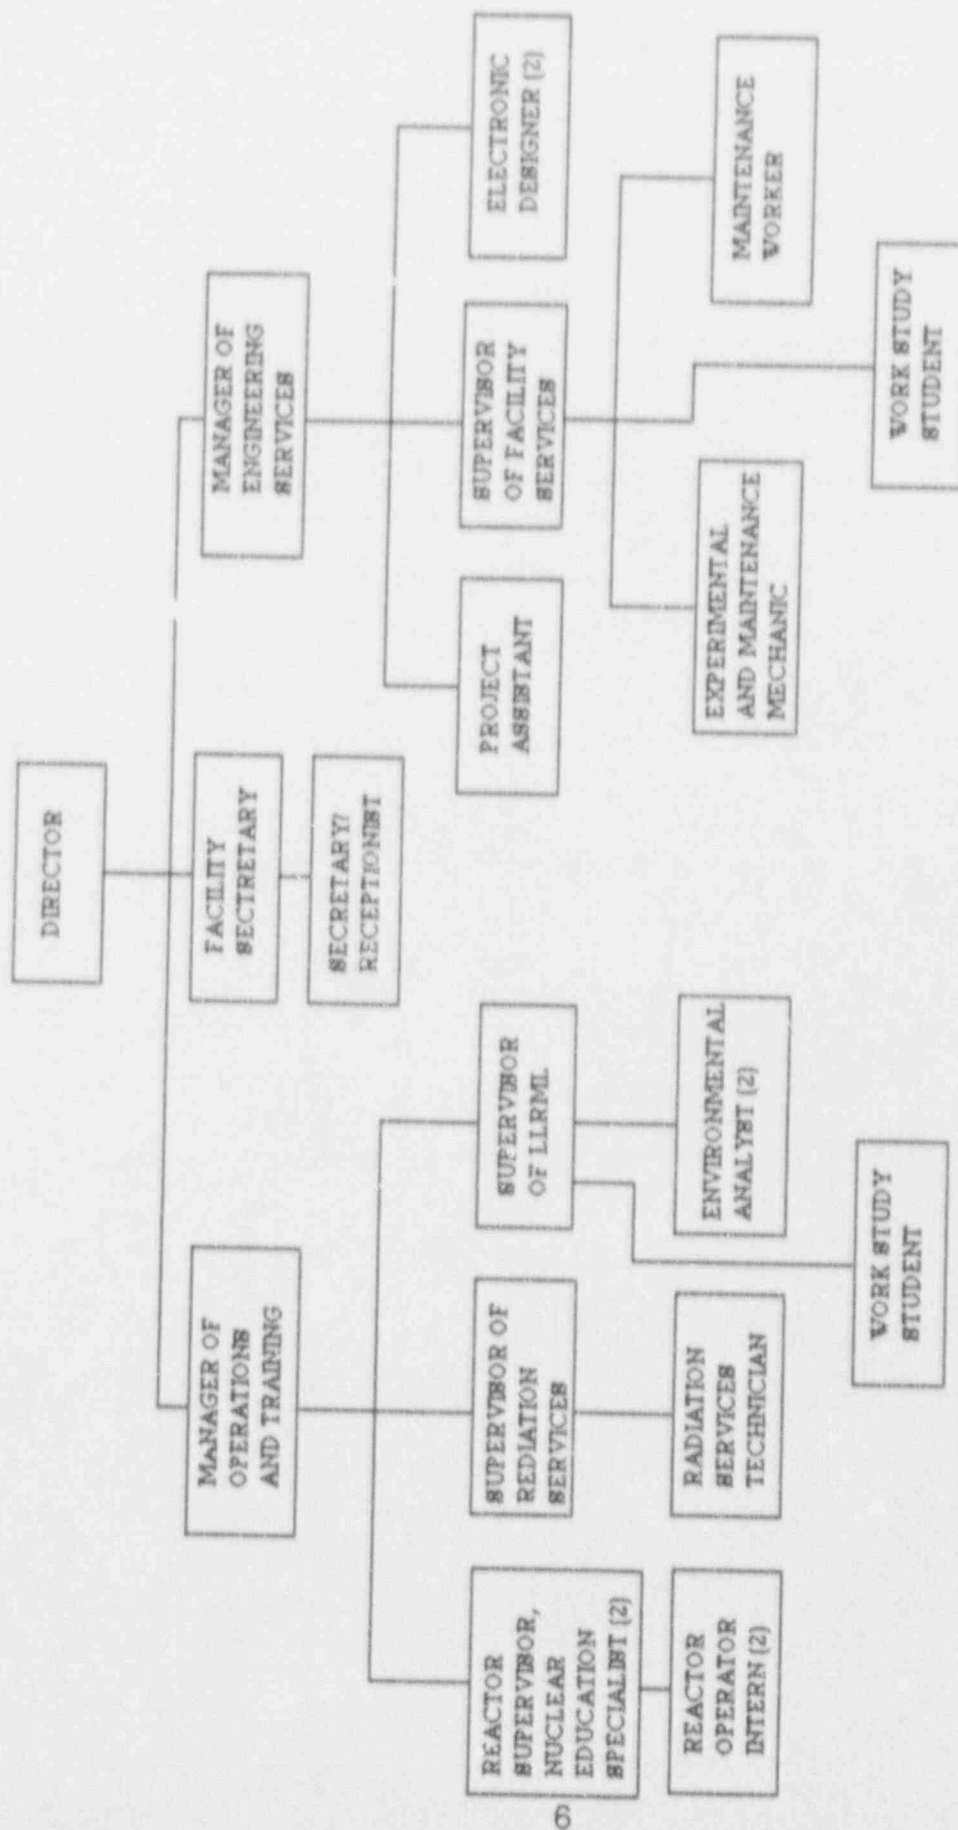 DIRECTOR
MANAGER OF
OPERATIONS
AND TRAINING
FACILITY
SECTRETARY
SECRETARY/
RECEPTIONIST
MANAGER OF
ENGINEERING
SERVICES
REACTOR
SUPERVISOR,
NUCLEAR
EDUCATION
SPECIALIST (2)
SUPERVISOR OF
REDIATION
SERVICES
SUPERVISOR
OF LLRML
PROJECT
ASSISTANT
SUPERVISOR
OF FACILITY
SERVICES
ELECTRONIC
DESIGNER (2)
REACTOR
OPERATOR
INTERN (2)
RADIATION
SERVICES
TECHNICIAN
ENVIRONMENTAL
ANALYST (2)
EXPERIMENTAL
AND MAINTENANCE
MECHANIC
MAINTENANCE
WORKER
WORK STUDY
STUDENT
WORK STUDY
STUDENT
6